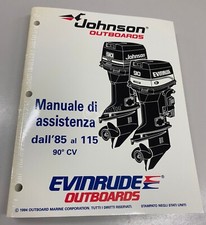 Johnson
OUTBOARDS
Manuale di
assistenza
dall'85 al 115
90° CV
EVINRUDE
OUTBOARDS
© 1994 OUTBOARD MARINE CORPORATION. TUTTI I DIRITTI RISERVATI.
STAMPATO NEGLI STATI UNITI